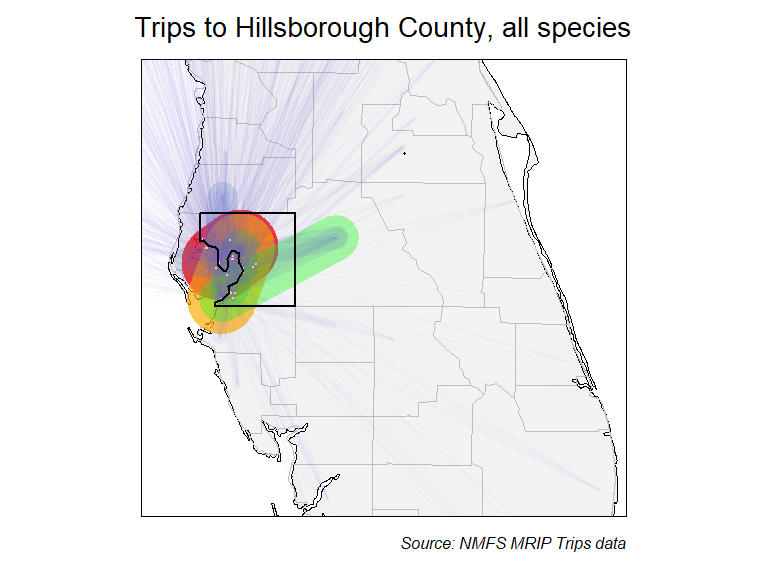 Trips to Hillsborough County, all species
Source: NMFS MRIP Trips data